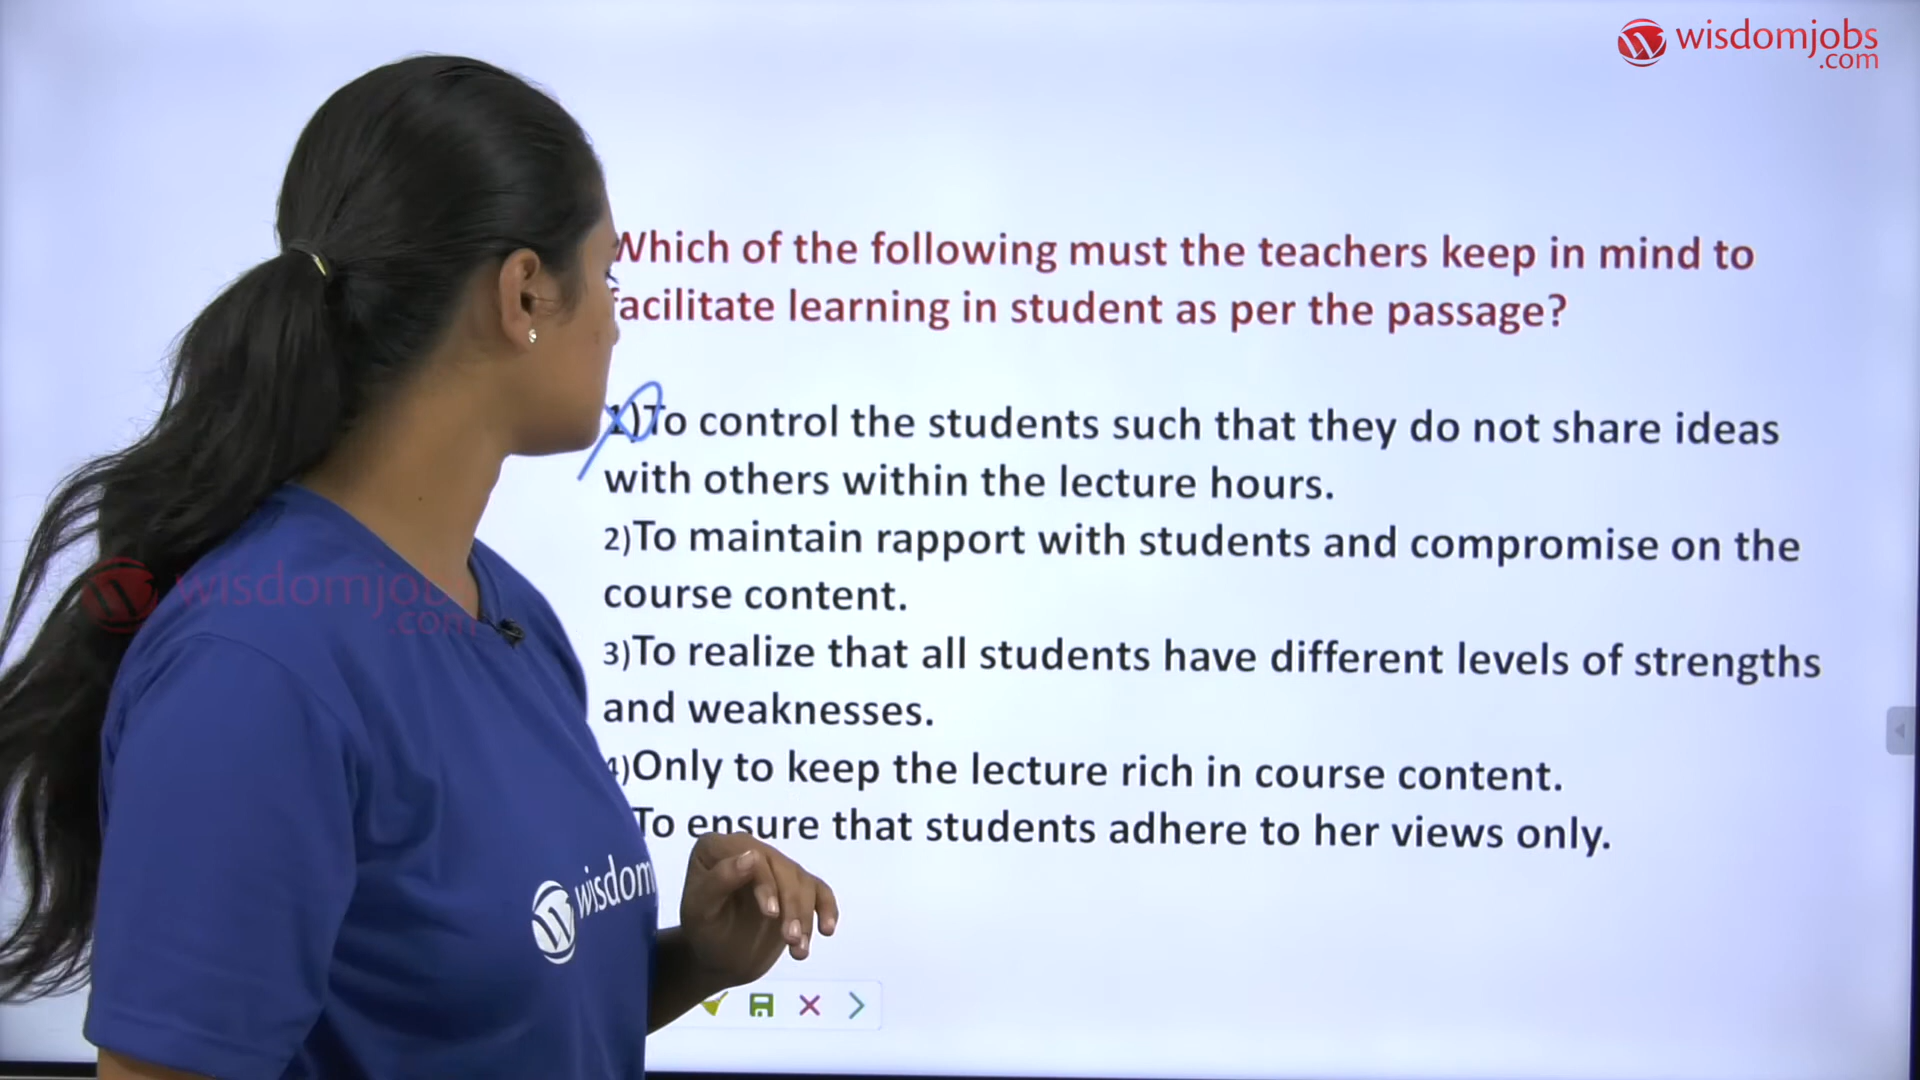 wisdomjobs
.com
Which of the following must the teachers keep in mind to
facilitate learning in student as per the passage?
1)To control the students such that they do not share ideas
with others within the lecture hours.
2)To maintain rapport with students and compromise on the
course content.
3)To realize that all students have different levels of strengths
and weaknesses.
4)Only to keep the lecture rich in course content.
To ensure that students adhere to her views only.
wisdomjobs
.com
wisdom